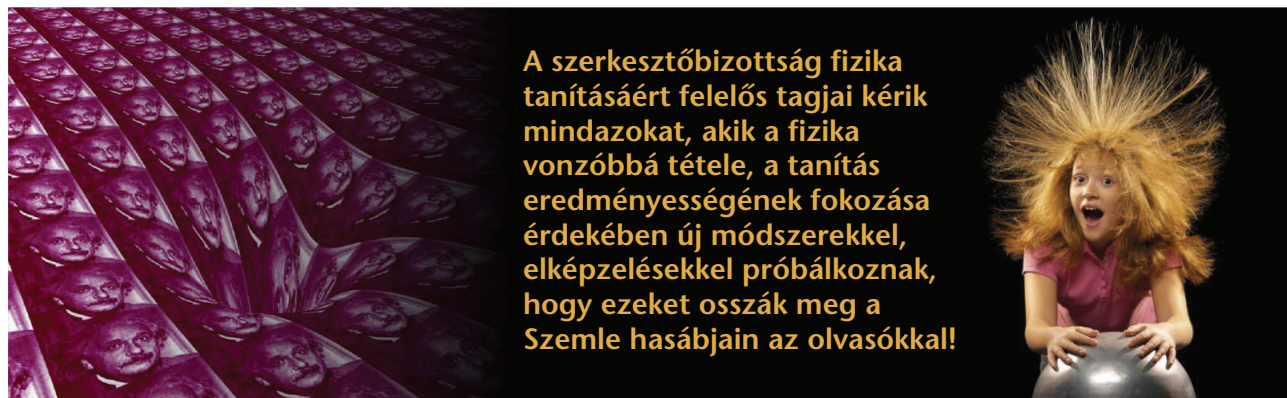 A szerkesztőbizottság fizika
tanításáért felelős tagjai kérik
mindazokat, akik a fizika
vonzóbbá tétele, a tanítás
eredményességének fokozása
érdekében új módszerekkel,
elképzelésekkel próbálkoznak,
hogy ezeket osszák meg a
Szemle hasábjain az olvasókkal!